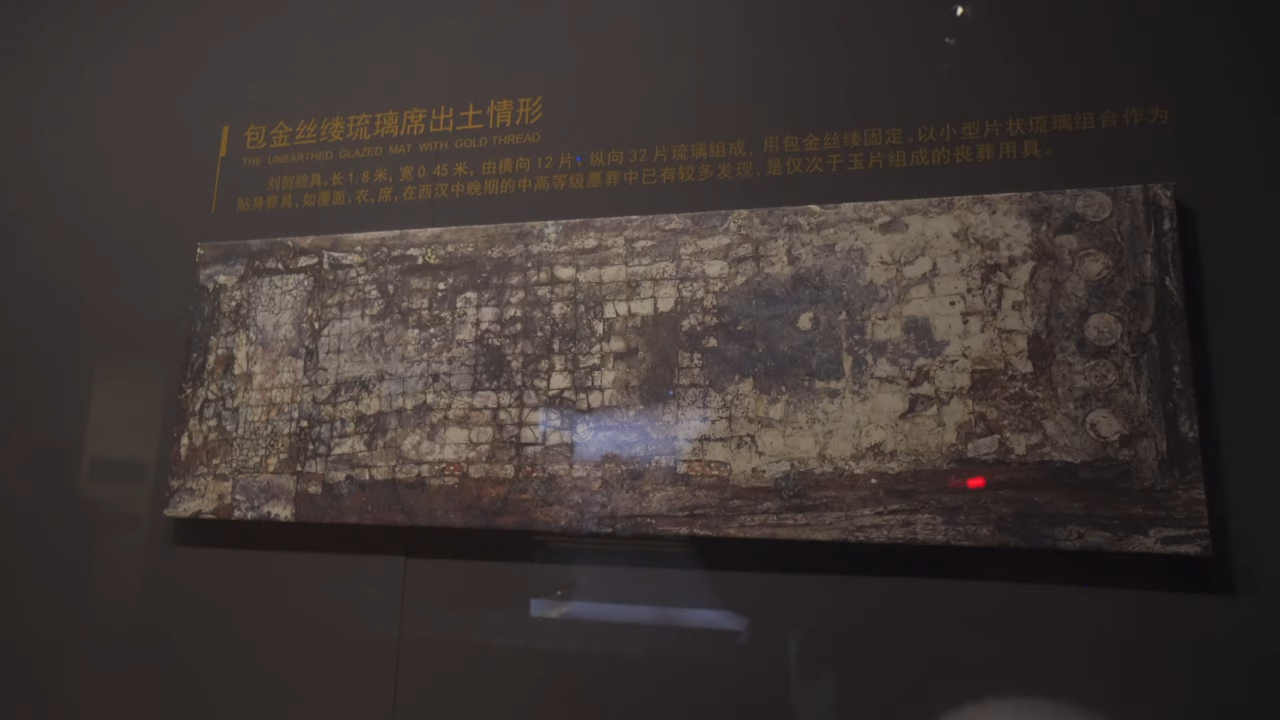 包金丝缕琉璃席出土情形
THE UNEARTHED GLAZED MAT WITH GOLD THREAD
刘贺殓具。长1.8米，宽0.45米，由横向12片，纵向32片琉璃组成，用包金丝缕固定。以小型片状琉璃组合作为
贴身葬具，如覆面、衣，席，在西汉中晚期的中高等级墓葬中已有较多发现，是仅次于玉片组成的丧葬用具。